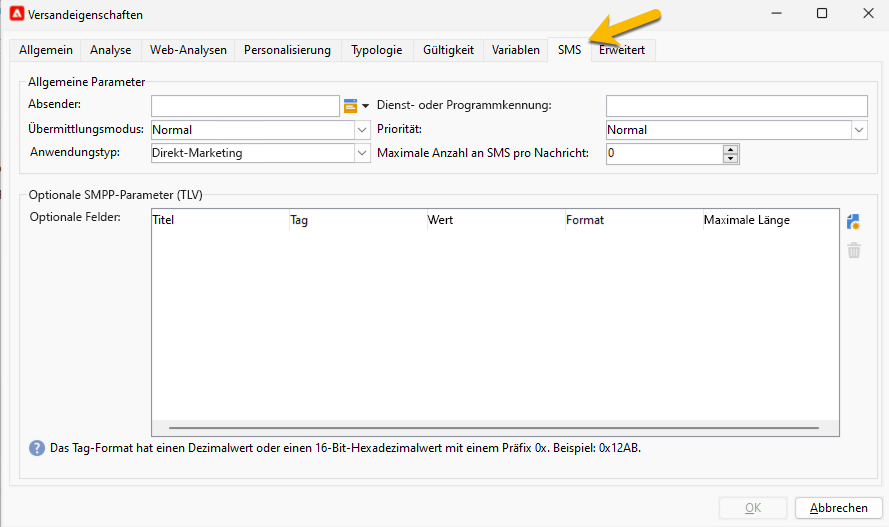 Versandeigenschaften
Allgemein Analyse Web-Analysen Personalisierung Typologie Gültigkeit Variablen SMS Erweitert
Allgemeine Parameter
Absender: Dienst- oder Programmkennung:
Übermittlungsmodus: Normal Priorität: Normal
Anwendungstyp: Direkt-Marketing Maximale Anzahl an SMS pro Nachricht: 0
Optionale SMPP-Parameter (TLV)
Optionale Felder: Titel Tag Wert Format Maximale Länge
Das Tag-Format hat einen Dezimalwert oder einen 16-Bit-Hexadezimalwert mit einem Präfix 0x. Beispiel: 0x12AB.
OK Abbrechen